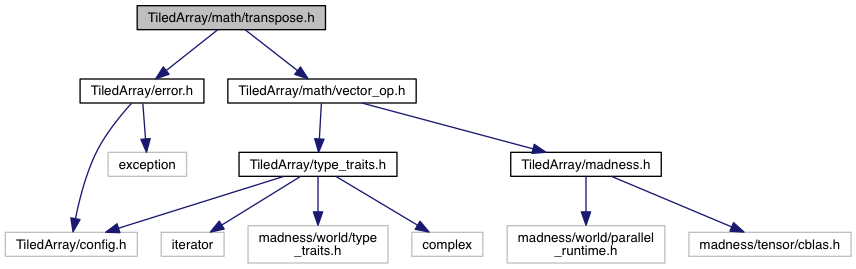 TiledArray/math/transpose.h
TiledArray/error.h
TiledArray/math/vector_op.h
exception
TiledArray/type_traits.h
TiledArray/madness.h
TiledArray/config.h
iterator
madness/world/type
_traits.h
complex
madness/world/parallel
_runtime.h
madness/tensor/cblas.h